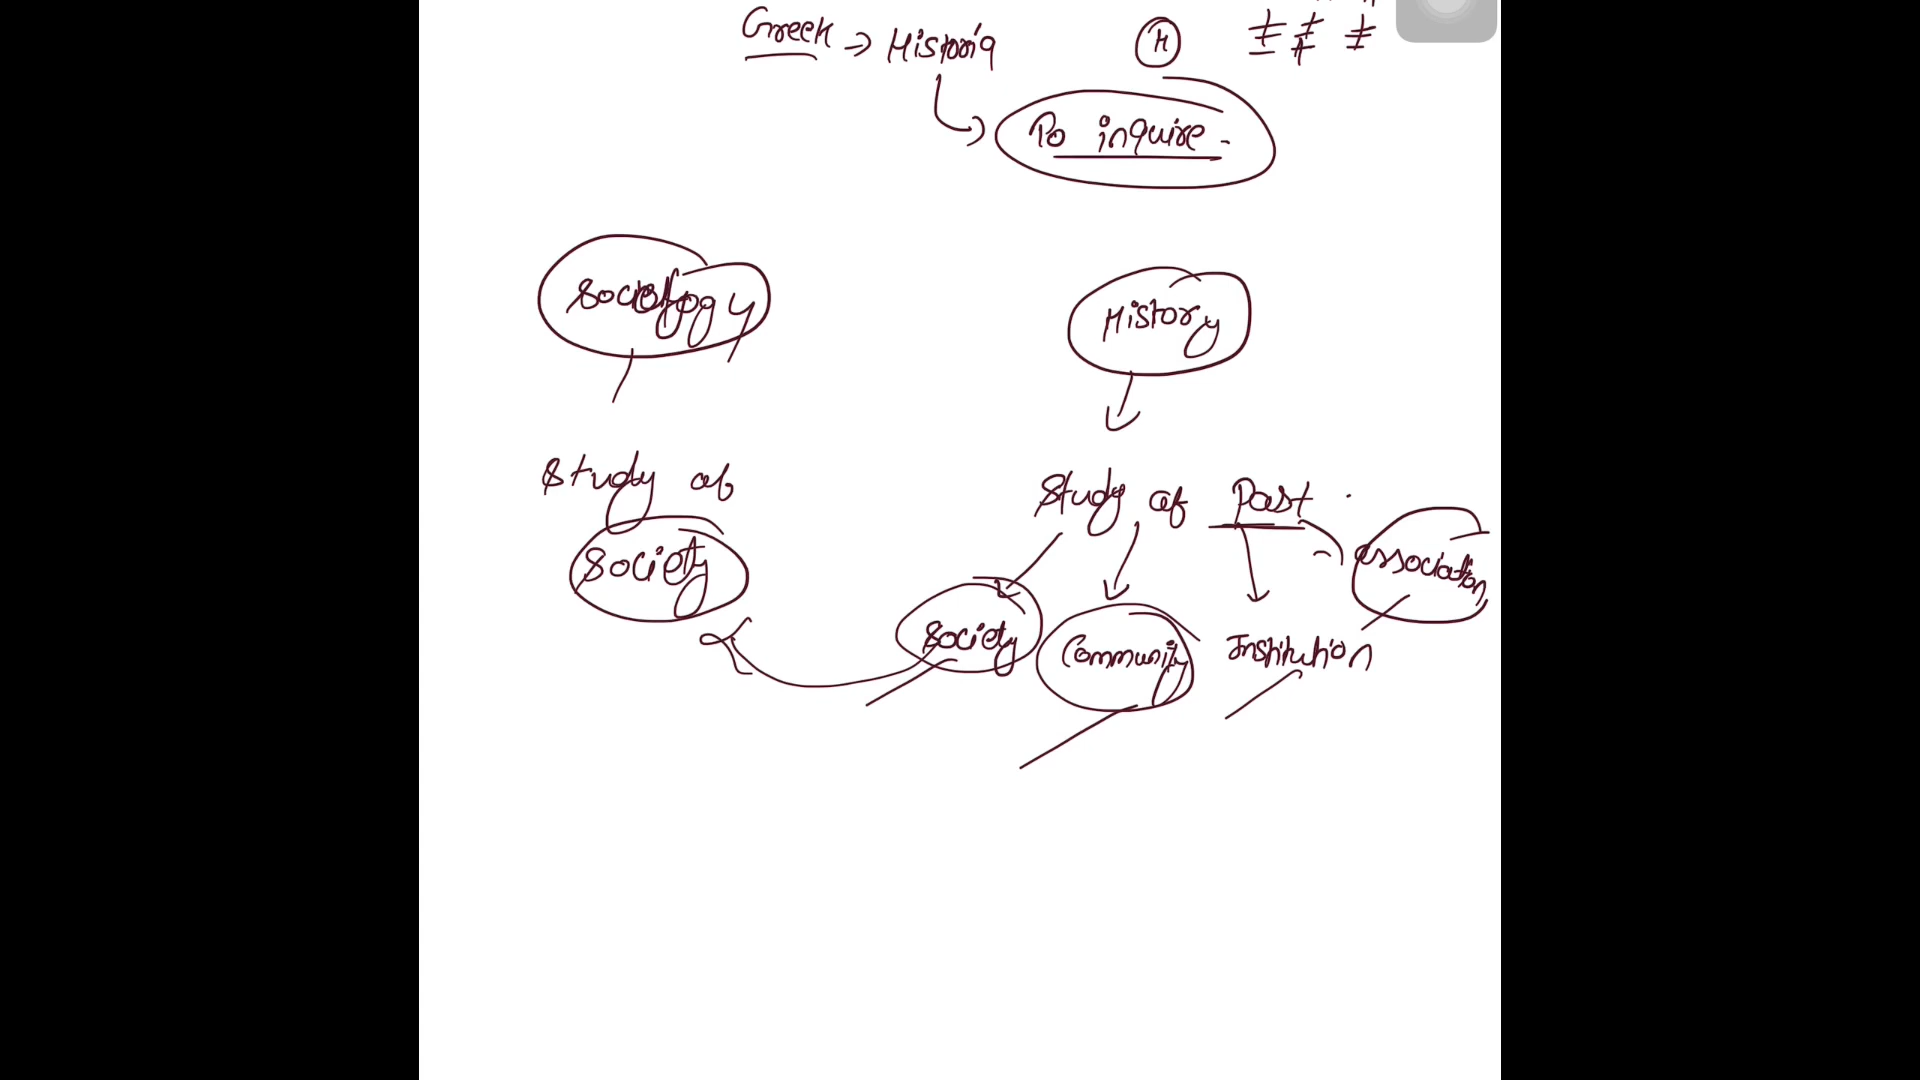 Greek → Historia
H
To inquire -
Sociology
History
Study of
Society
Study of Past .
association
Society
Community
Institution